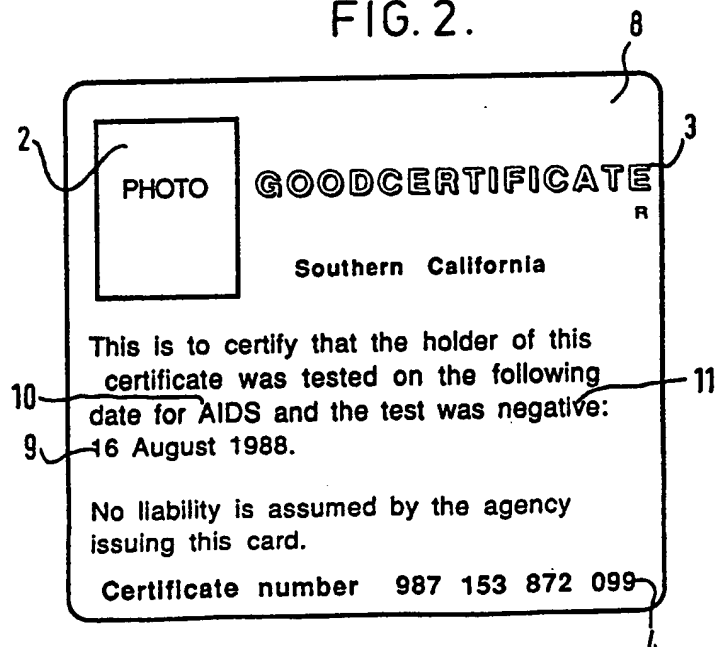 FIG. 2.
8
2
3
PHOTO
GOODCERTIFICATE
R
Southern California
This is to certify that the holder of this
certificate was tested on the following
10
11
date for AIDS and the test was negative:
9
16 August 1988.
No liability is assumed by the agency
issuing this card.
Certificate number 987 153 872 099